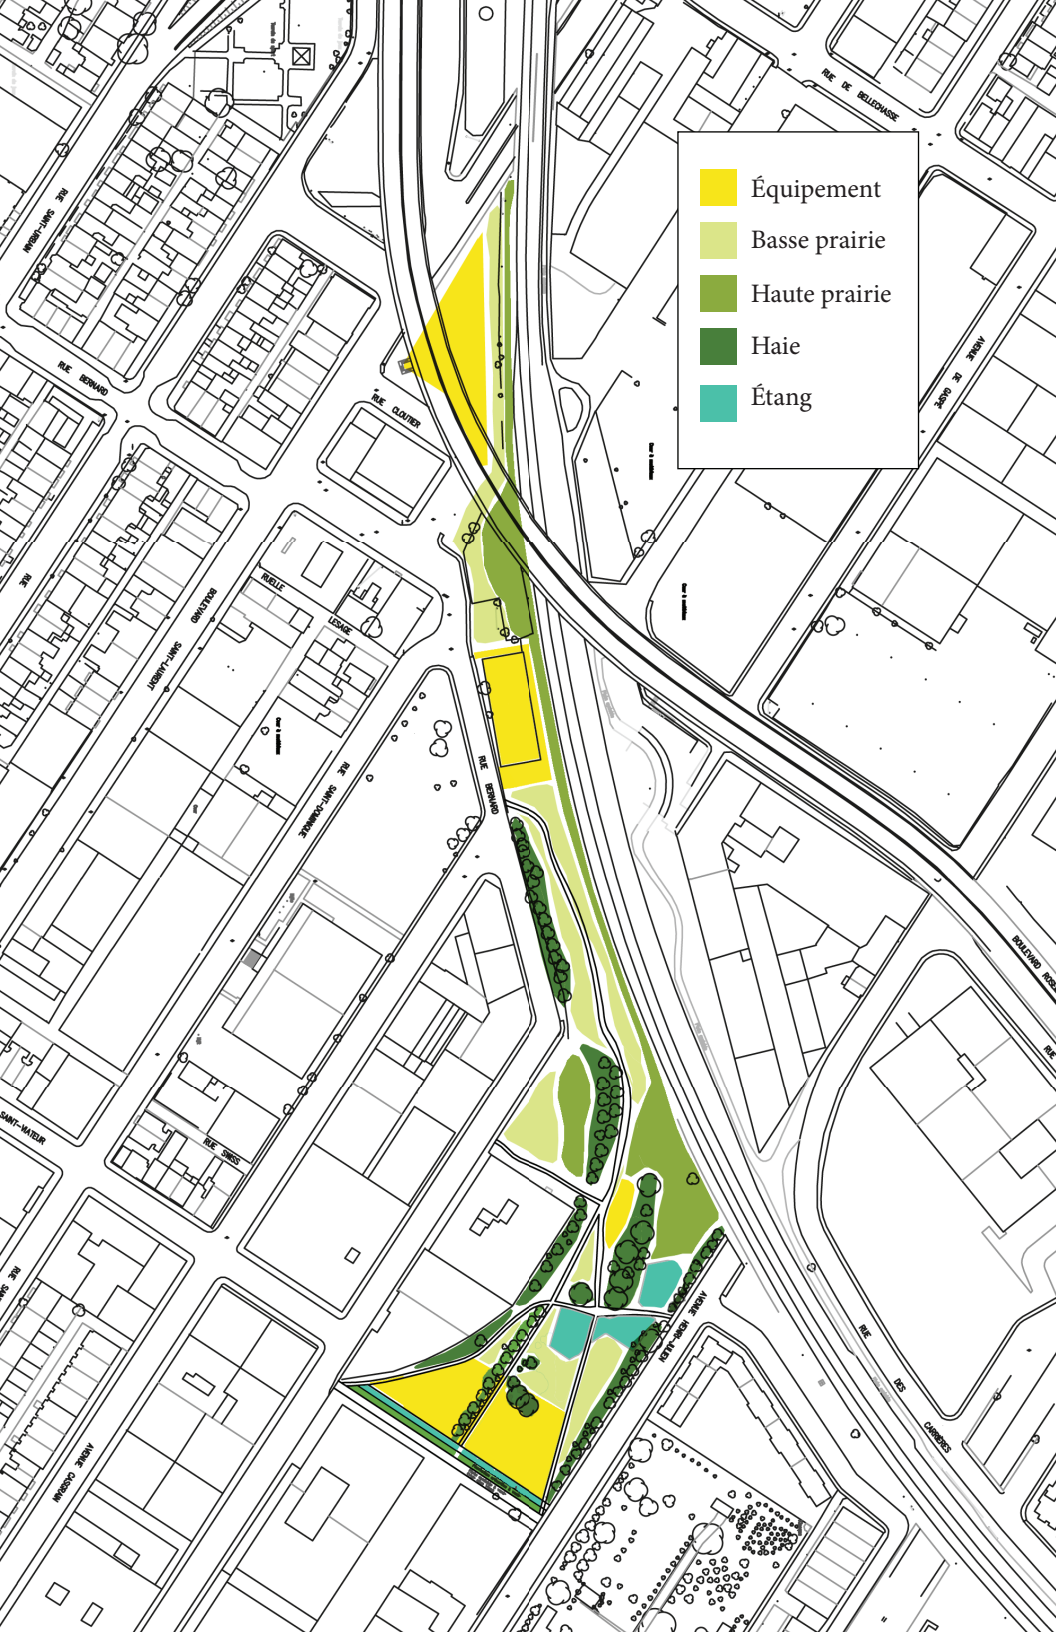 RUE DE BELLECHASSE
Équipement
Basse prairie
Haute prairie
Haie
Étang
RUE SAINT-URBAIN
RUE BERNARD
RUE CLOUTIER
AVENUE DE GASPÉ
RUE
BOULEVARD
SAINT-LAURENT
RUELLE
LESAGE
RUE SAINT-DOMINIQUE
RUE BERNARD
BOULEVARD
RUE
SAINT-VIATEUR
RUE SWISS
AVENUE HENRI-JULIEN
RUE
DES
CARRIÈRES
AVENUE CASGRAIN